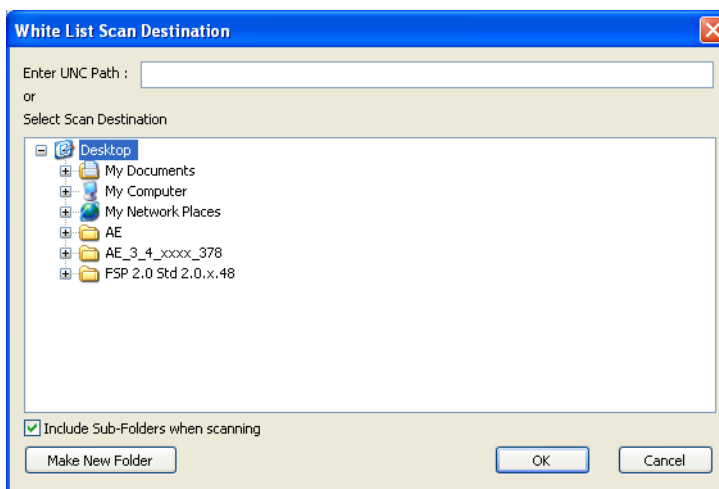 White List Scan Destination
Enter UNC Path :
or
Select Scan Destination
Desktop
My Documents
My Computer
My Network Places
AE
AE_3_4_xxxx_378
FSP 2.0 Std 2.0.x.48
Include Sub-Folders when scanning
Make New Folder OK Cancel